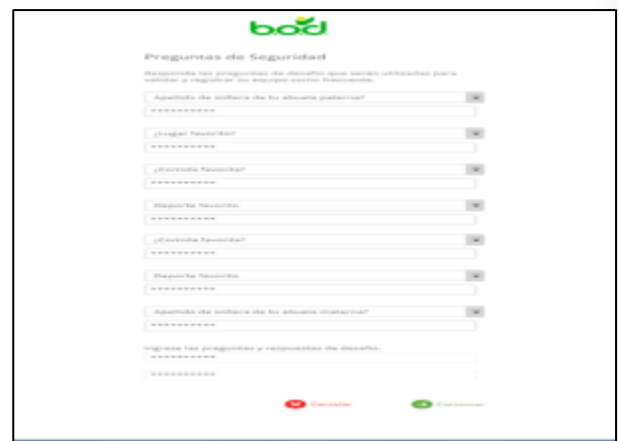 b.o.d
Preguntas de Seguridad
Responda las preguntas de desafío que serán utilizadas para
validar y registrar su equipo como frecuente.
Apellido de soltera de tu abuela paterna?
**********
¿Lugar favorito?
**********
¿Comida favorita?
**********
Deporte favorito
**********
¿Comida favorita?
**********
Deporte favorito
**********
Apellido de soltera de tu abuela materna?
**********
Ingrese las preguntas y respuestas de desafío.
**********
**********
Cancelar
Continuar